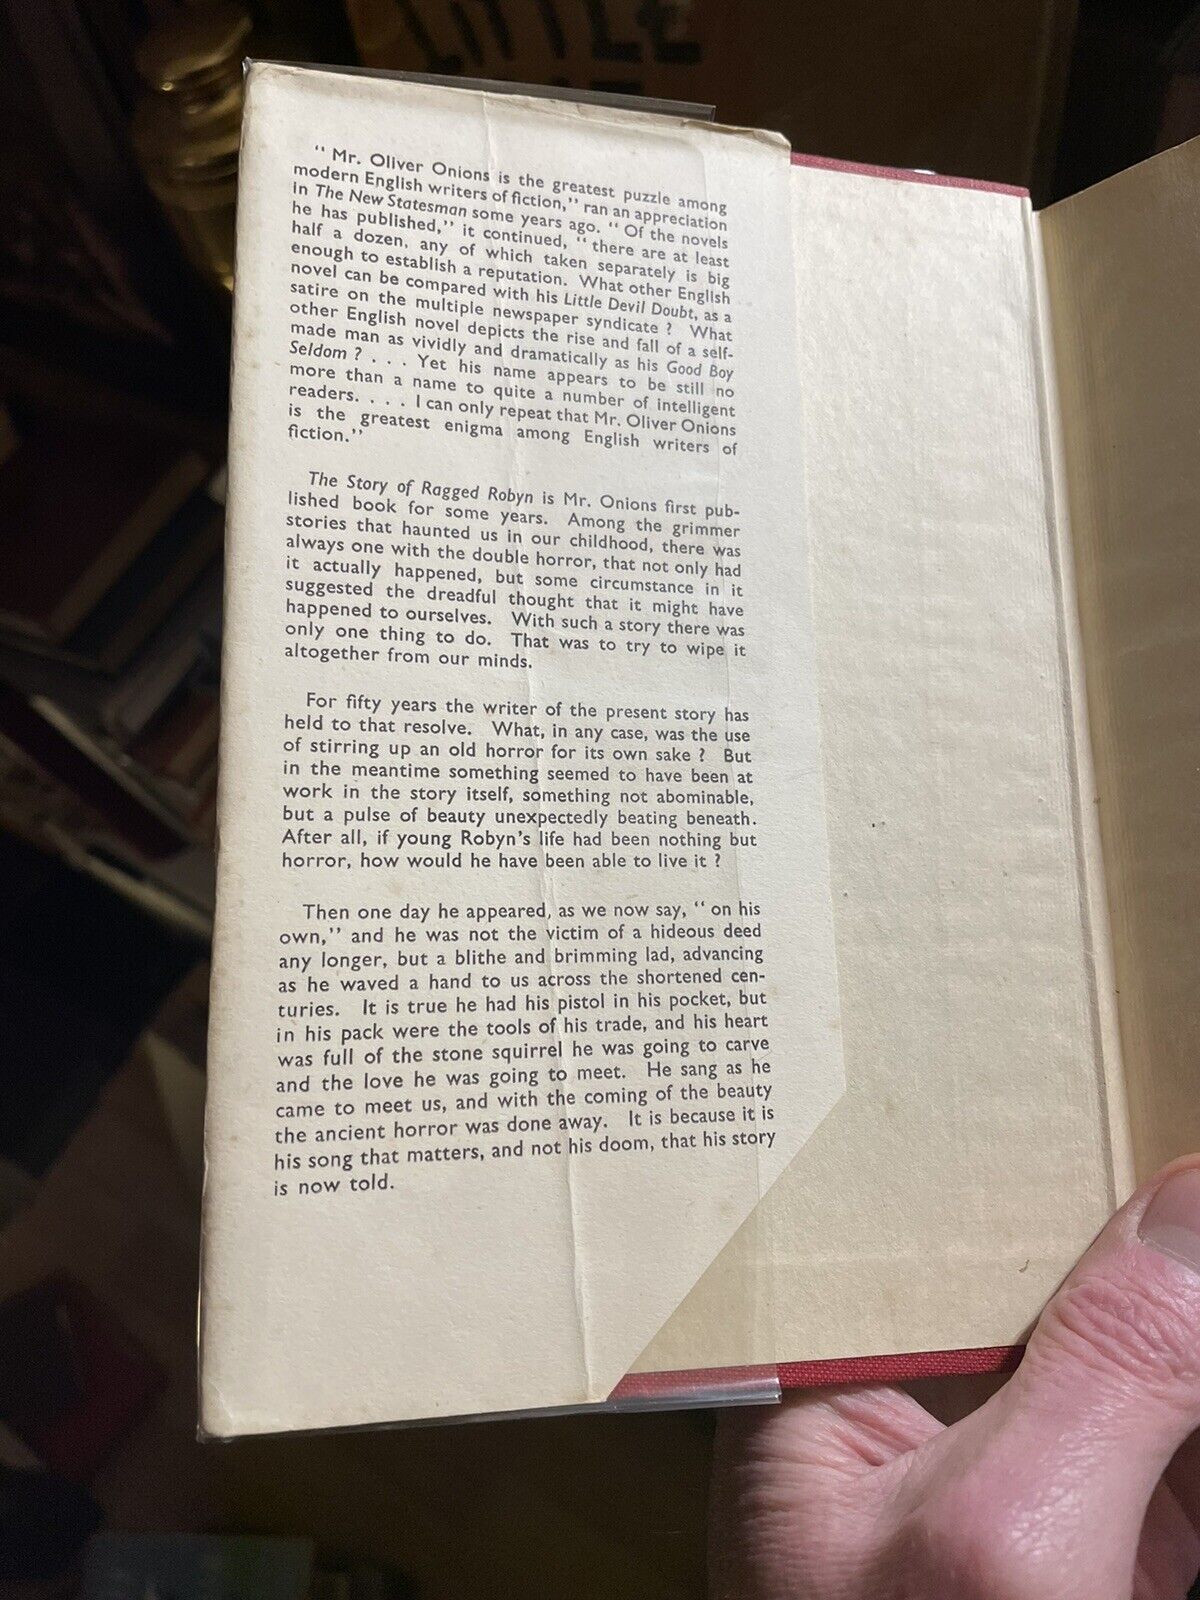 LITTLE
“ Mr. Oliver Onions is the greatest puzzle among
modern English writers of fiction,” ran an appreciation
in The New Statesman some years ago. “ Of the novels
he has published,” it continued, “ there are at least
half a dozen, any of which taken separately is big
enough to establish a reputation. What other English
novel can be compared with his Little Devil Doubt, as a
satire on the multiple newspaper syndicate ? What
other English novel depicts the rise and fall of a self-
made man as vividly and dramatically as his Good Boy
Seldom ? . . . Yet his name appears to be still no
more than a name to quite a number of intelligent
readers. . . . I can only repeat that Mr. Oliver Onions
is the greatest enigma among English writers of
fiction.”
The Story of Ragged Robyn is Mr. Onions first pub-
lished book for some years. Among the grimmer
stories that haunted us in our childhood, there was
always one with the double horror, that not only had
it actually happened, but some circumstance in it
suggested the dreadful thought that it might have
happened to ourselves. With such a story there was
only one thing to do. That was to try to wipe it
altogether from our minds.
For fifty years the writer of the present story has
held to that resolve. What, in any case, was the use
of stirring up an old horror for its own sake ? But
in the meantime something seemed to have been at
work in the story itself, something not abominable,
but a pulse of beauty unexpectedly beating beneath.
After all, if young Robyn’s life had been nothing but
horror, how would he have been able to live it ?
Then one day he appeared, as we now say, “ on his
own,” and he was not the victim of a hideous deed
any longer, but a blithe and brimming lad, advancing
as he waved a hand to us across the shortened cen-
turies. It is true he had his pistol in his pocket, but
in his pack were the tools of his trade, and his heart
was full of the stone squirrel he was going to carve
and the love he was going to meet. He sang as he
came to meet us, and with the coming of the beauty
the ancient horror was done away. It is because it is
his song that matters, and not his doom, that his story
is now told.